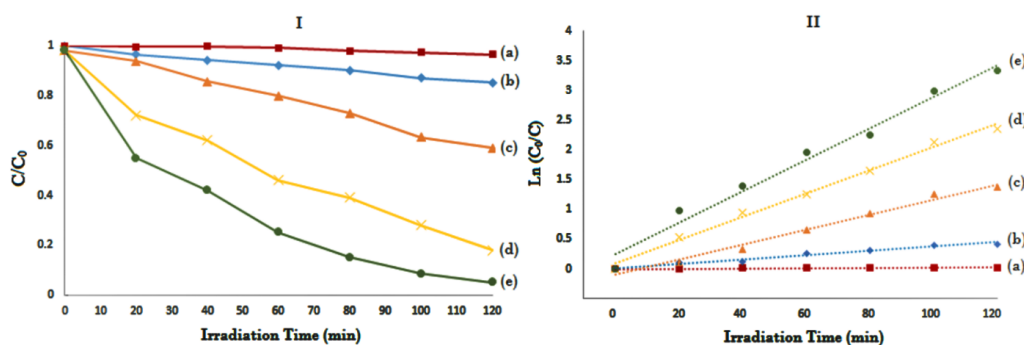 I
C/C₀
1
0.8
0.6
0.4
0.2
0
0 10 20 30 40 50 60 70 80 90 100 110 120
Irradiation Time (min)
(a)
(b)
(c)
(d)
(e)
II
Ln (C₀/C)
4
3.5
3
2.5
2
1.5
1
0.5
0
0 20 40 60 80 100 120
Irradiation Time (min)
(e)
(d)
(c)
(b)
(a)